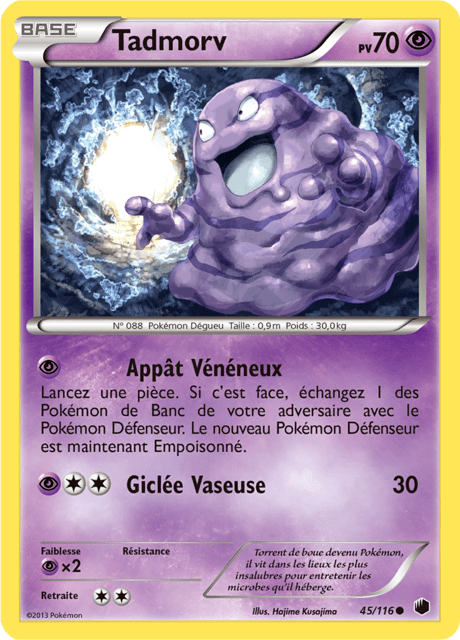 BASE
Tadmorv
PV70
N° 088 Pokémon Dégueu Taille : 0,9m Poids : 30,0kg
Appât Vénéneux
Lancez une pièce. Si c'est face, échangez 1 des
Pokémon de Banc de votre adversaire avec le
Pokémon Défenseur. Le nouveau Pokémon Défenseur
est maintenant Empoisonné.
Giclée Vaseuse 30
Faiblesse Résistance
×2
Torrent de boue devenu Pokémon,
il vit dans les lieux les plus
insalubres pour entretenir les
microbes qu'il héberge.
Retraite
©2013 Pokémon
Illus. Hajime Kusajima
45/116